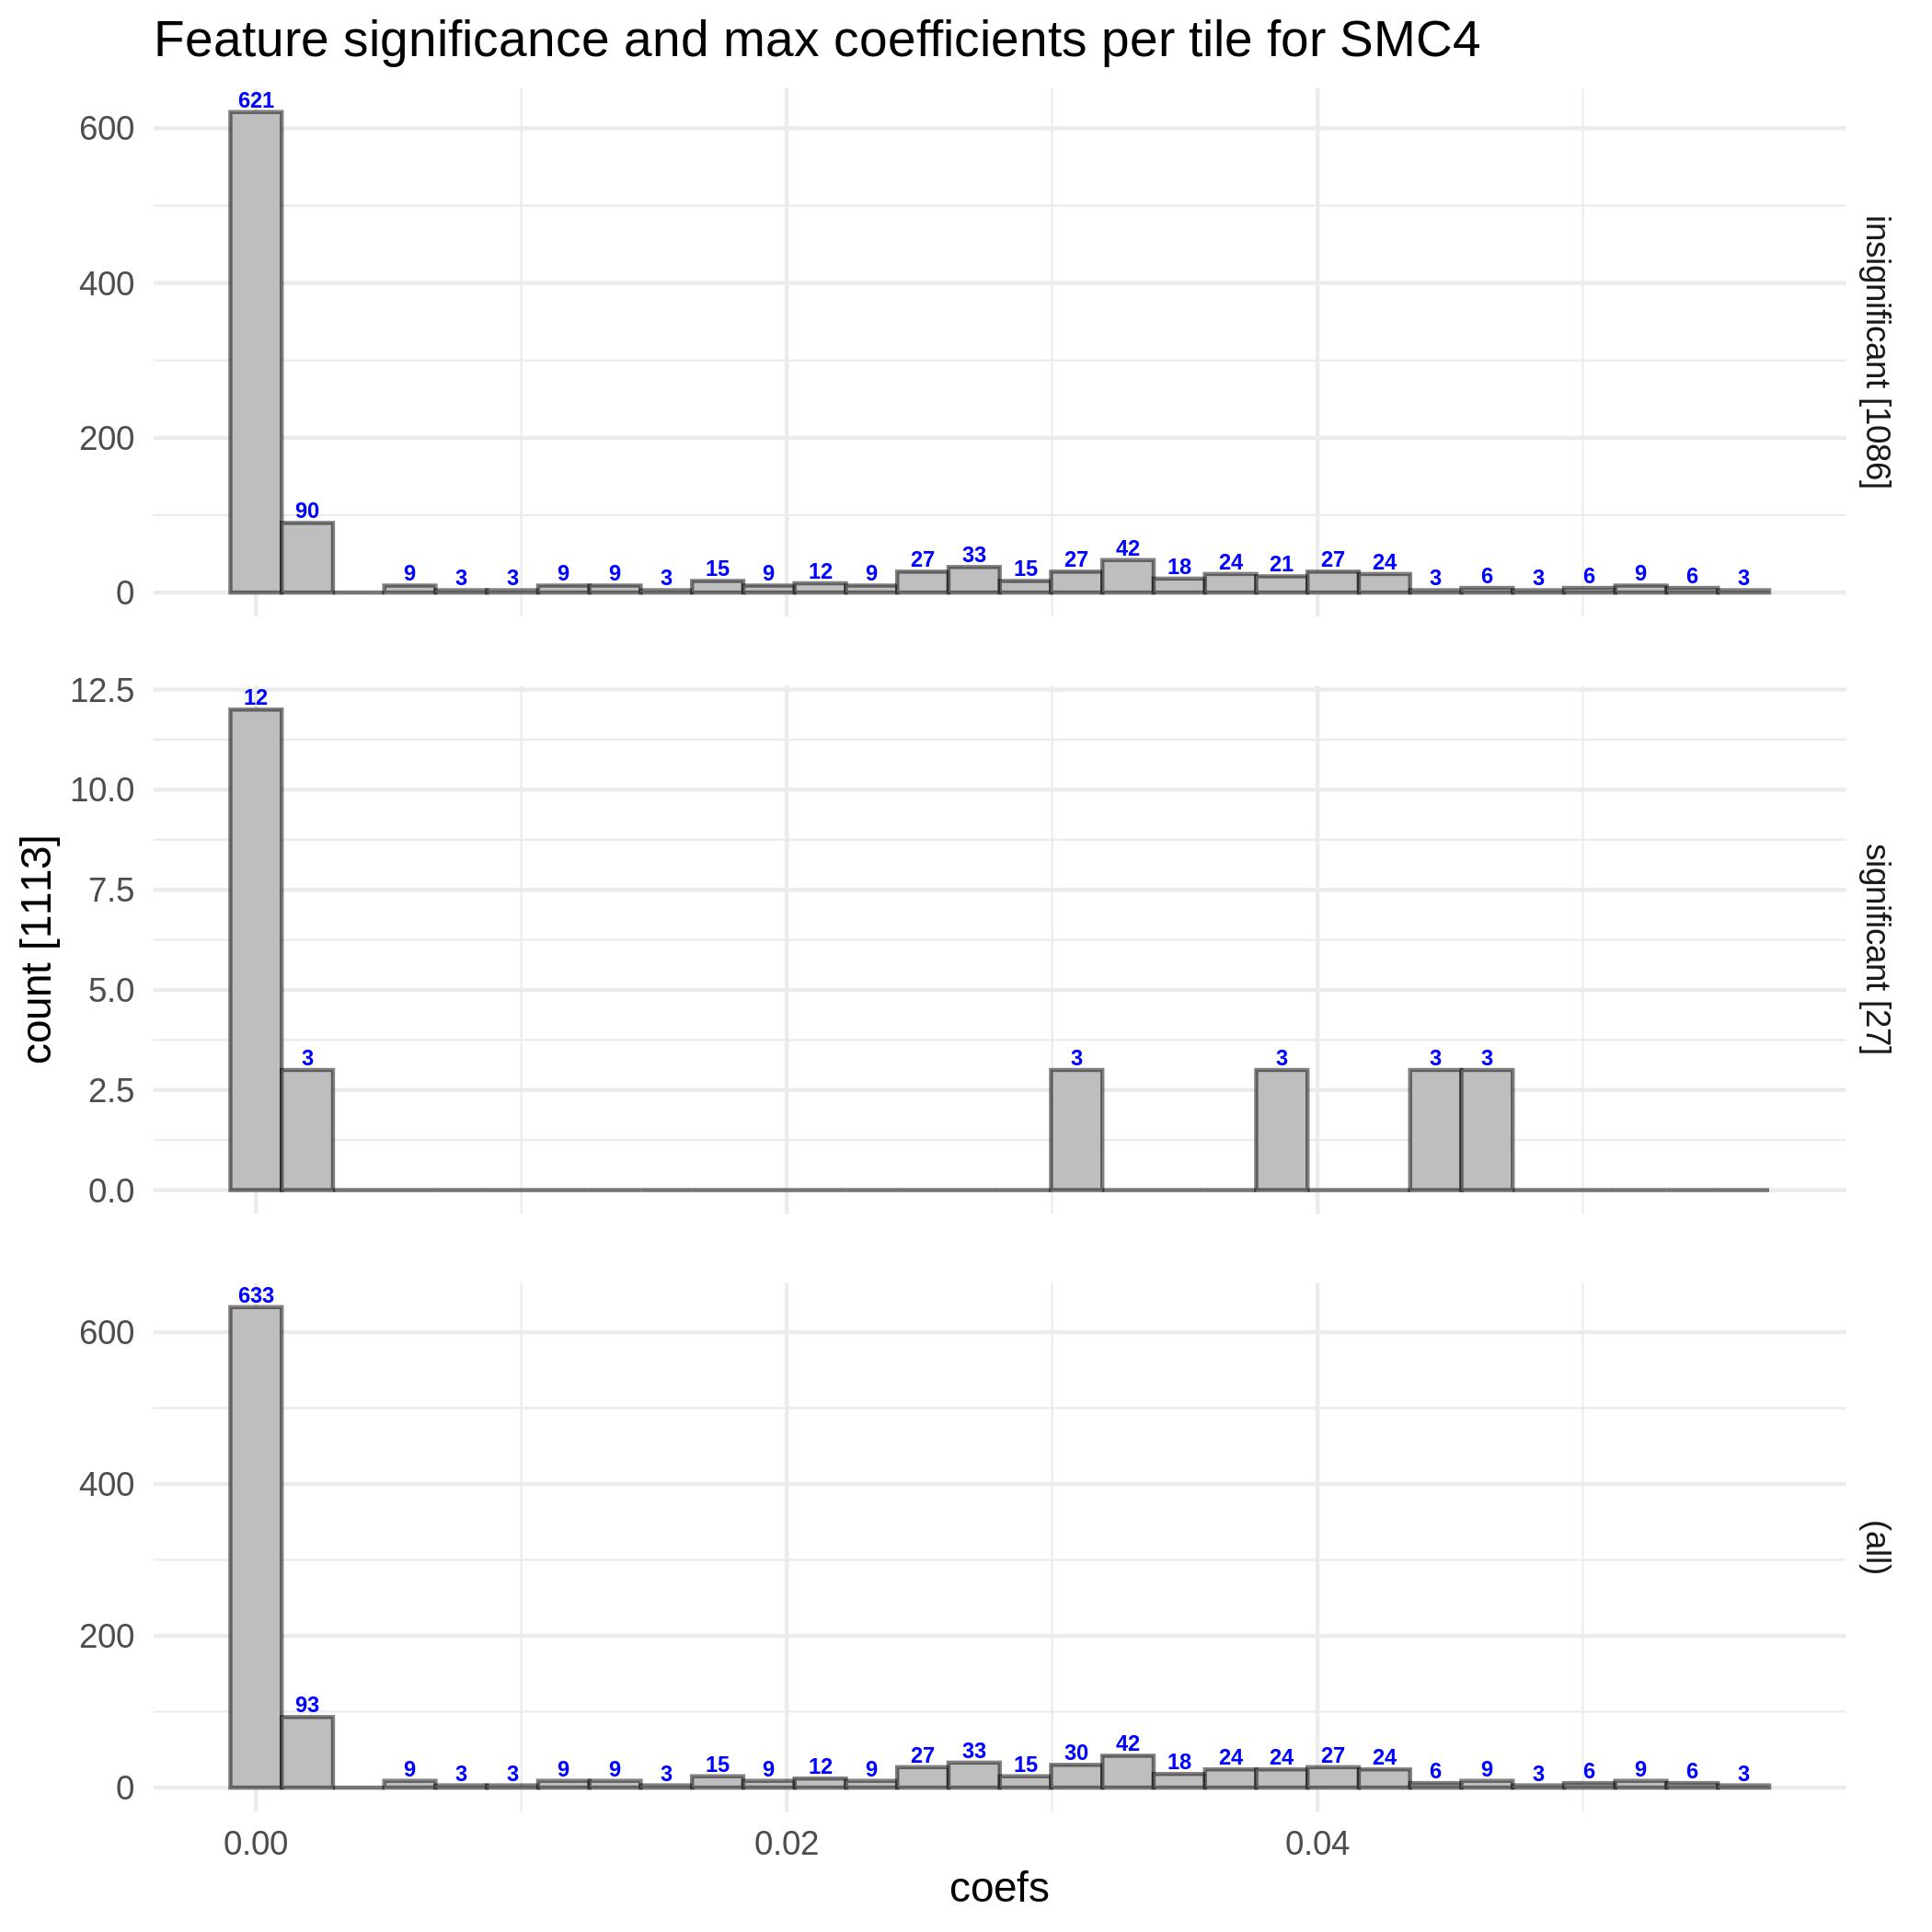 Feature significance and max coefficients per tile for SMC4
621
600
400
200
90
9 3 3 9 9 3 15 9 12 9 27 33 15 27 42 18 24 21 27 24 3 6 3 6 9 6 3
0
insignificant [1086]
12.5
12
10.0
7.5
5.0
3 3 3 3 3
2.5
0.0
significant [27]
count [1113]
633
600
400
200
93
9 3 3 9 9 3 15 9 12 9 27 33 15 30 42 18 24 24 27 24 6 9 3 6 9 6 3
0
(all)
0.00 0.02 0.04
coefs